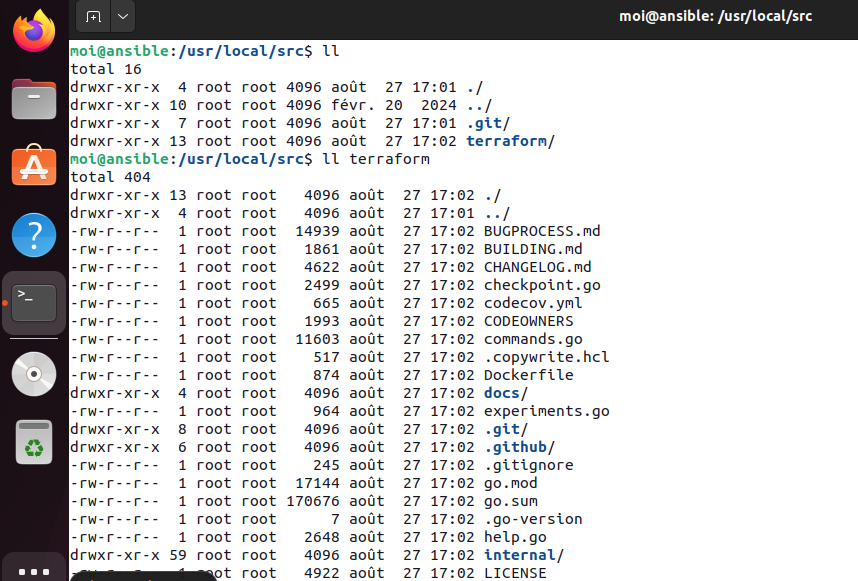 moi@ansible: /usr/local/src
moi@ansible:/usr/local/src$ ll
total 16
drwxr-xr-x  4 root root 4096 août  27 17:01 ./
drwxr-xr-x 10 root root 4096 févr. 20  2024 ../
drwxr-xr-x  7 root root 4096 août  27 17:01 .git/
drwxr-xr-x 13 root root 4096 août  27 17:02 terraform/
moi@ansible:/usr/local/src$ ll terraform
total 404
drwxr-xr-x 13 root root   4096 août  27 17:02 ./
drwxr-xr-x  4 root root   4096 août  27 17:01 ../
-rw-r--r--  1 root root  14939 août  27 17:02 BUGPROCESS.md
-rw-r--r--  1 root root   1861 août  27 17:02 BUILDING.md
-rw-r--r--  1 root root   4622 août  27 17:02 CHANGELOG.md
-rw-r--r--  1 root root   2499 août  27 17:02 checkpoint.go
-rw-r--r--  1 root root    665 août  27 17:02 codecov.yml
-rw-r--r--  1 root root   1993 août  27 17:02 CODEOWNERS
-rw-r--r--  1 root root  11603 août  27 17:02 commands.go
-rw-r--r--  1 root root    517 août  27 17:02 .copywrite.hcl
-rw-r--r--  1 root root    874 août  27 17:02 Dockerfile
drwxr-xr-x  4 root root   4096 août  27 17:02 docs/
-rw-r--r--  1 root root    964 août  27 17:02 experiments.go
drwxr-xr-x  8 root root   4096 août  27 17:02 .git/
drwxr-xr-x  6 root root   4096 août  27 17:02 .github/
-rw-r--r--  1 root root    245 août  27 17:02 .gitignore
-rw-r--r--  1 root root  17144 août  27 17:02 go.mod
-rw-r--r--  1 root root 170676 août  27 17:02 go.sum
-rw-r--r--  1 root root      7 août  27 17:02 .go-version
-rw-r--r--  1 root root   2648 août  27 17:02 help.go
drwxr-xr-x 59 root root   4096 août  27 17:02 internal/
root   4922 août  27 17:02 LICENSE